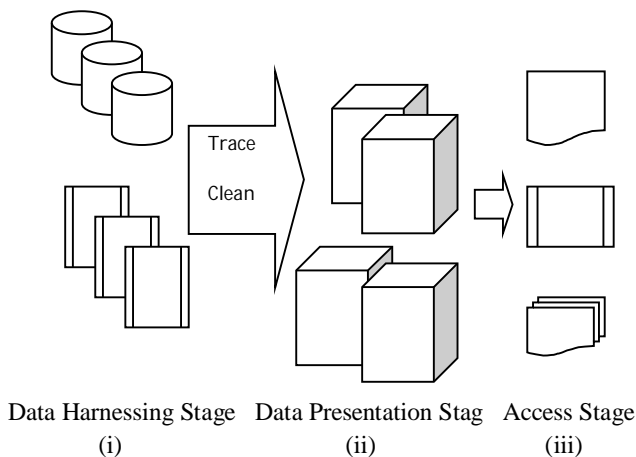 Trace
Clean
Data Harnessing Stage
Data Presentation Stag
Access Stage
(i)
(ii)
(iii)